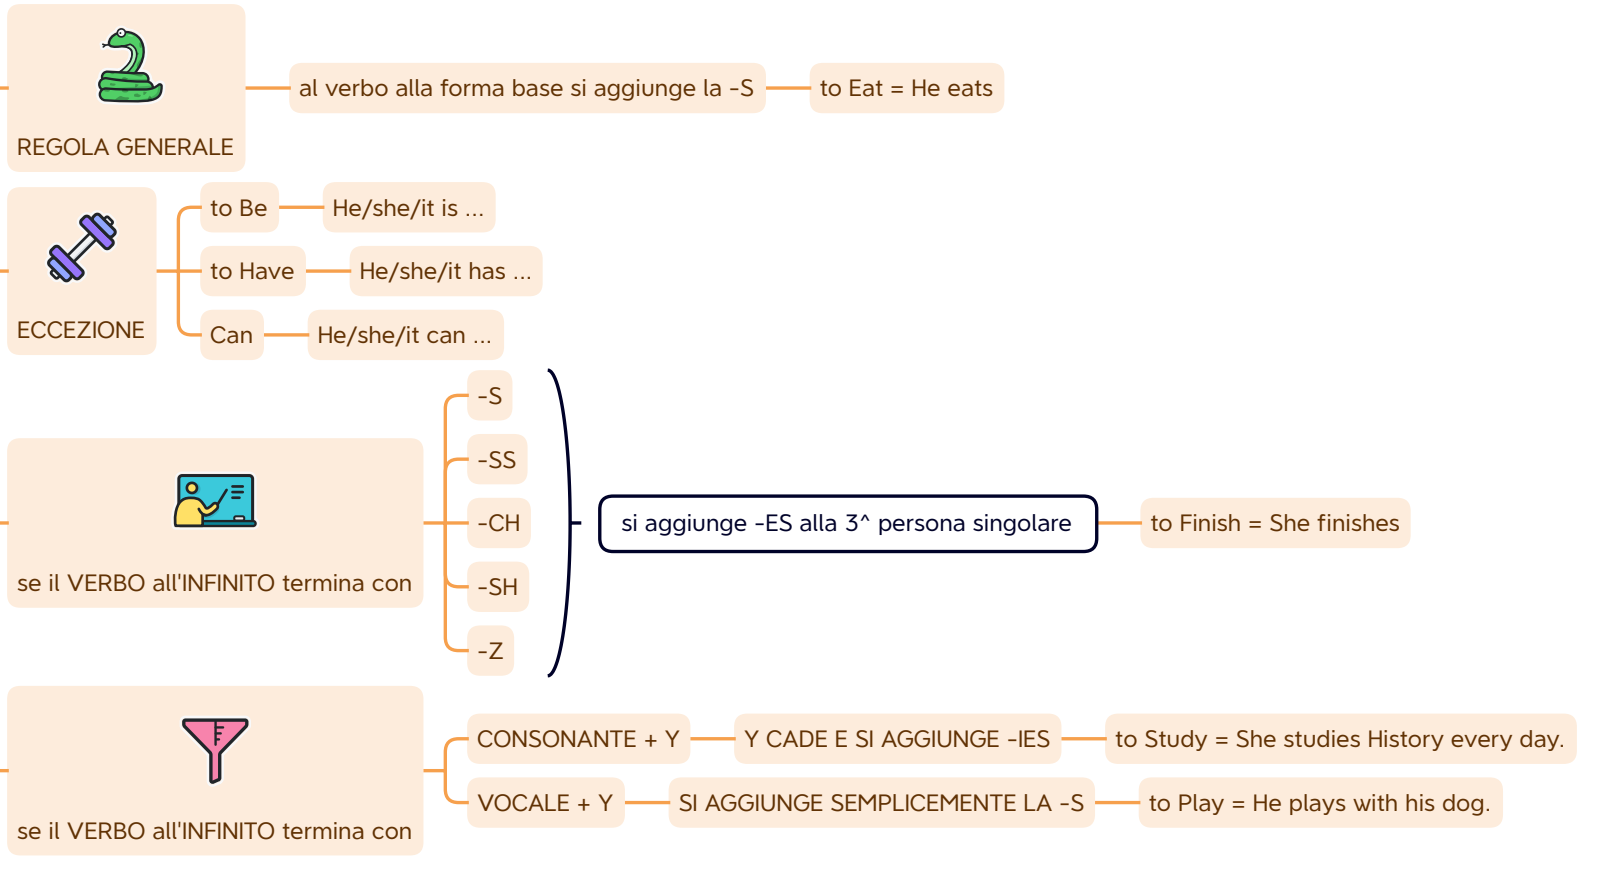 REGOLA GENERALE
al verbo alla forma base si aggiunge la -S
to Eat = He eats
ECCEZIONE
to Be
He/she/it is ...
to Have
He/she/it has ...
Can
He/she/it can ...
se il VERBO all'INFINITO termina con
-S
-SS
-CH
-SH
-Z
si aggiunge -ES alla 3^ persona singolare
to Finish = She finishes
se il VERBO all'INFINITO termina con
CONSONANTE + Y
Y CADE E SI AGGIUNGE -IES
to Study = She studies History every day.
VOCALE + Y
SI AGGIUNGE SEMPLICEMENTE LA -S
to Play = He plays with his dog.